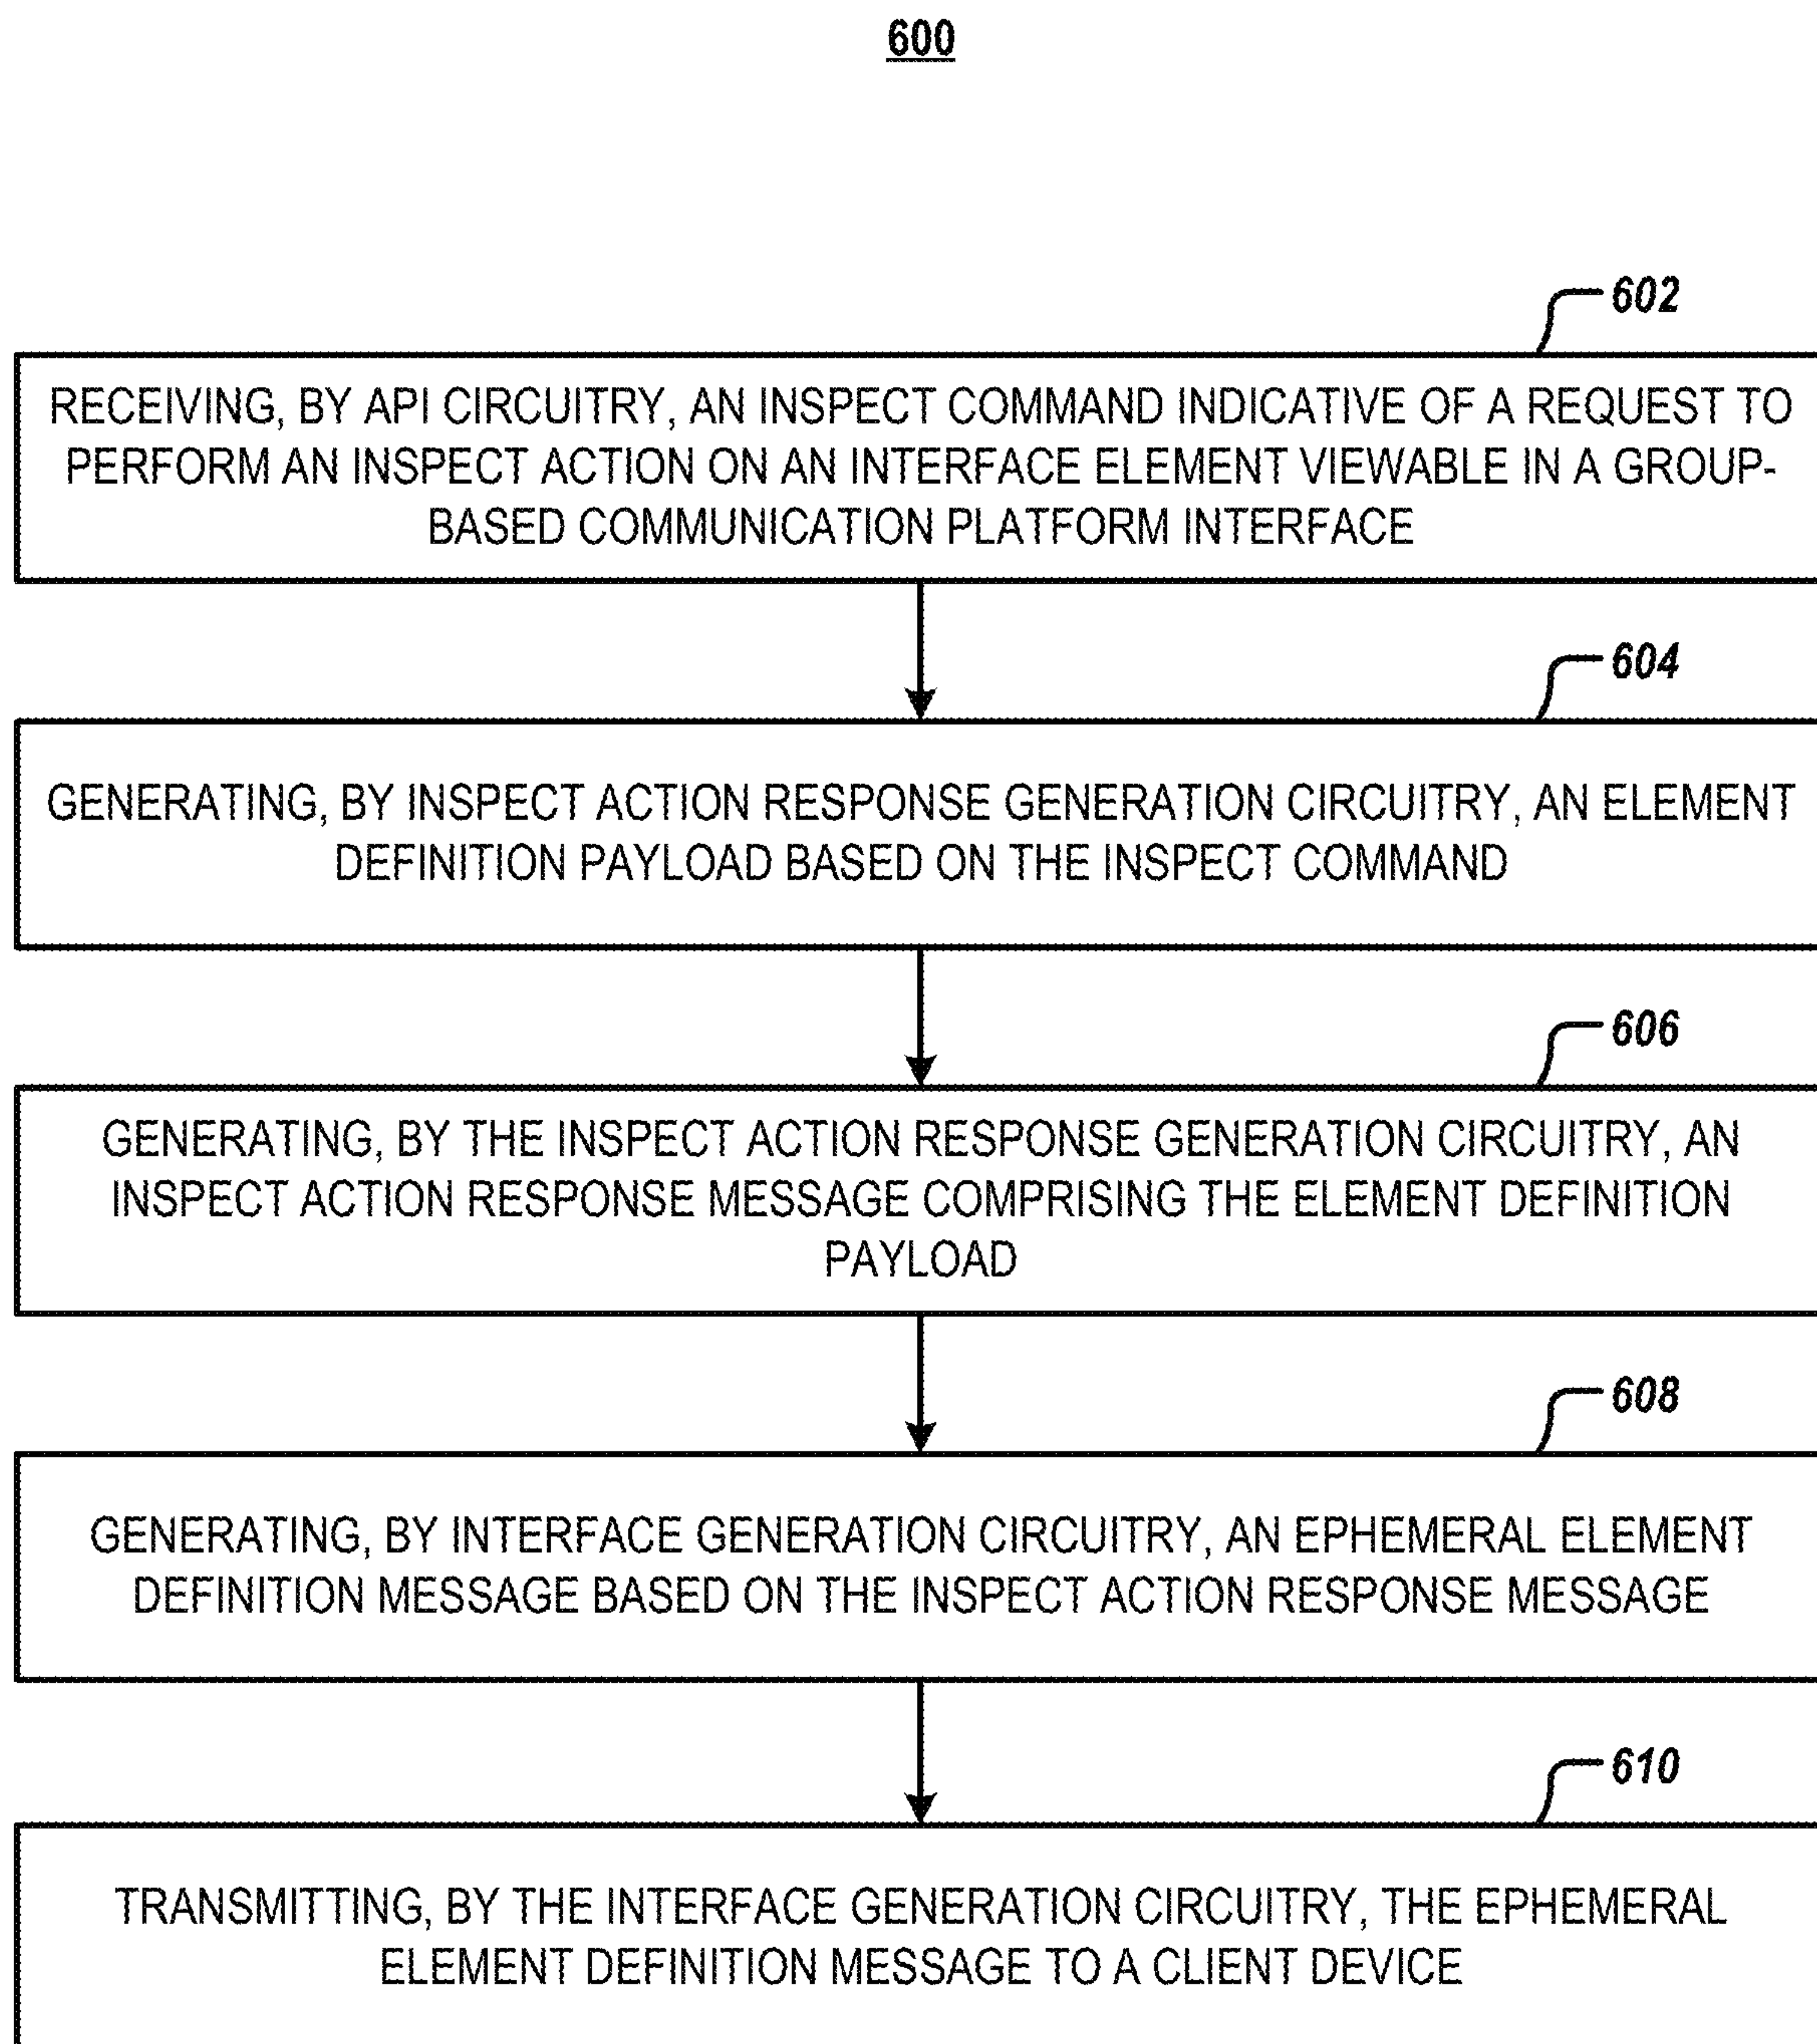 600
602
RECEIVING, BY API CIRCUITRY, AN INSPECT COMMAND INDICATIVE OF A REQUEST TO
PERFORM AN INSPECT ACTION ON AN INTERFACE ELEMENT VIEWABLE IN A GROUP-
BASED COMMUNICATION PLATFORM INTERFACE
604
GENERATING, BY INSPECT ACTION RESPONSE GENERATION CIRCUITRY, AN ELEMENT
DEFINITION PAYLOAD BASED ON THE INSPECT COMMAND
606
GENERATING, BY THE INSPECT ACTION RESPONSE GENERATION CIRCUITRY, AN
INSPECT ACTION RESPONSE MESSAGE COMPRISING THE ELEMENT DEFINITION
PAYLOAD
608
GENERATING, BY INTERFACE GENERATION CIRCUITRY, AN EPHEMERAL ELEMENT
DEFINITION MESSAGE BASED ON THE INSPECT ACTION RESPONSE MESSAGE
610
TRANSMITTING, BY THE INTERFACE GENERATION CIRCUITRY, THE EPHEMERAL
ELEMENT DEFINITION MESSAGE TO A CLIENT DEVICE